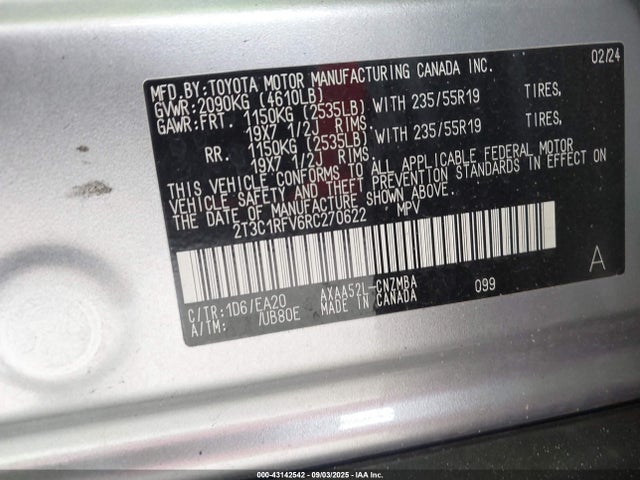 MFD.BY:TOYOTA MOTOR MANUFACTURING CANADA INC. 02/24
GVWR:2090KG (4610LB)
GAWR:FRT. 1150KG (2535LB) WITH 235/55R19 TIRES,
19X7 1/2J RIMS.
RR. 1150KG (2535LB) WITH 235/55R19 TIRES,
19X7 1/2J RIMS.
THIS VEHICLE CONFORMS TO ALL APPLICABLE FEDERAL MOTOR
VEHICLE SAFETY AND THEFT PREVENTION STANDARDS IN EFFECT ON
THE DATE OF MANUFACTURE SHOWN ABOVE.
2T3C1RFV6RC270622 MPV
A
C/TR:1D6/EA20 AXAA52L-CNZMBA 099
A/TM: /UB80E MADE IN CANADA
000-43142542 - 09/03/2025 - IAA Inc.